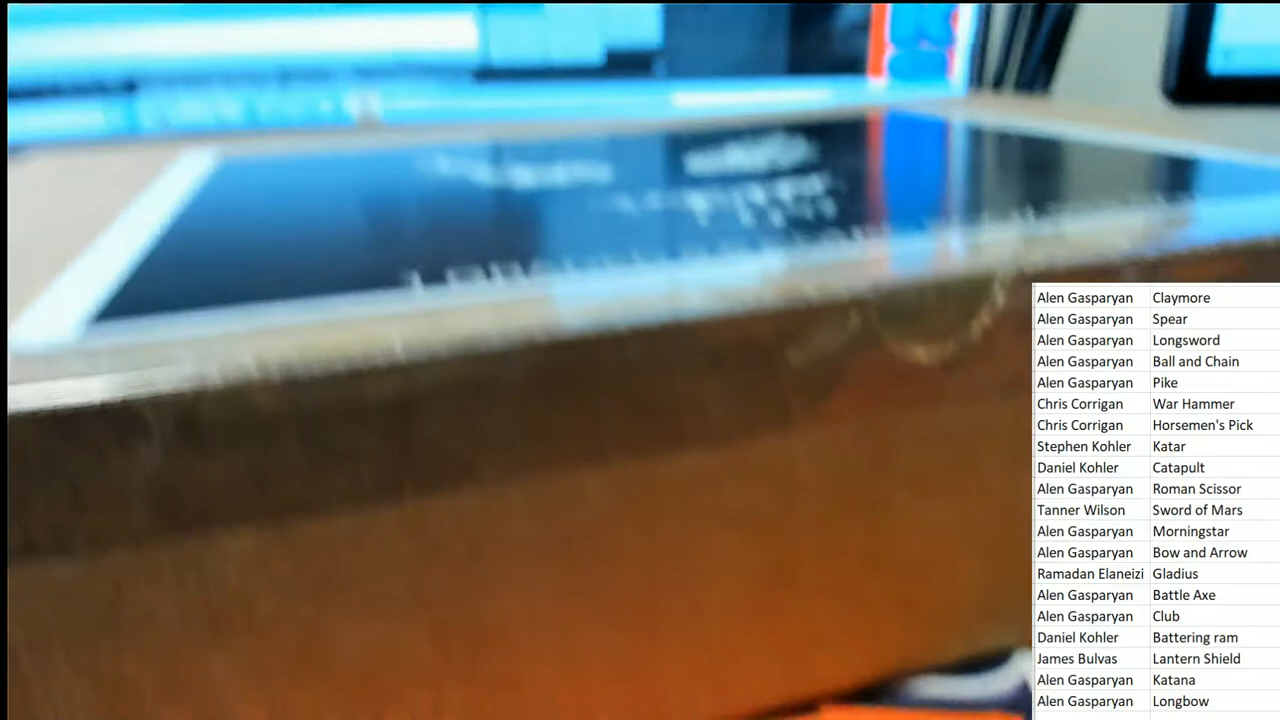 Alen Gasparyan Claymore
Alen Gasparyan Spear
Alen Gasparyan Longsword
Alen Gasparyan Ball and Chain
Alen Gasparyan Pike
Chris Corrigan War Hammer
Chris Corrigan Horsemen's Pick
Stephen Kohler Katar
Daniel Kohler Catapult
Alen Gasparyan Roman Scissor
Tanner Wilson Sword of Mars
Alen Gasparyan Morningstar
Alen Gasparyan Bow and Arrow
Ramadan Elaneizi Gladius
Alen Gasparyan Battle Axe
Alen Gasparyan Club
Daniel Kohler Battering ram
James Bulvas Lantern Shield
Alen Gasparyan Katana
Alen Gasparyan Longbow